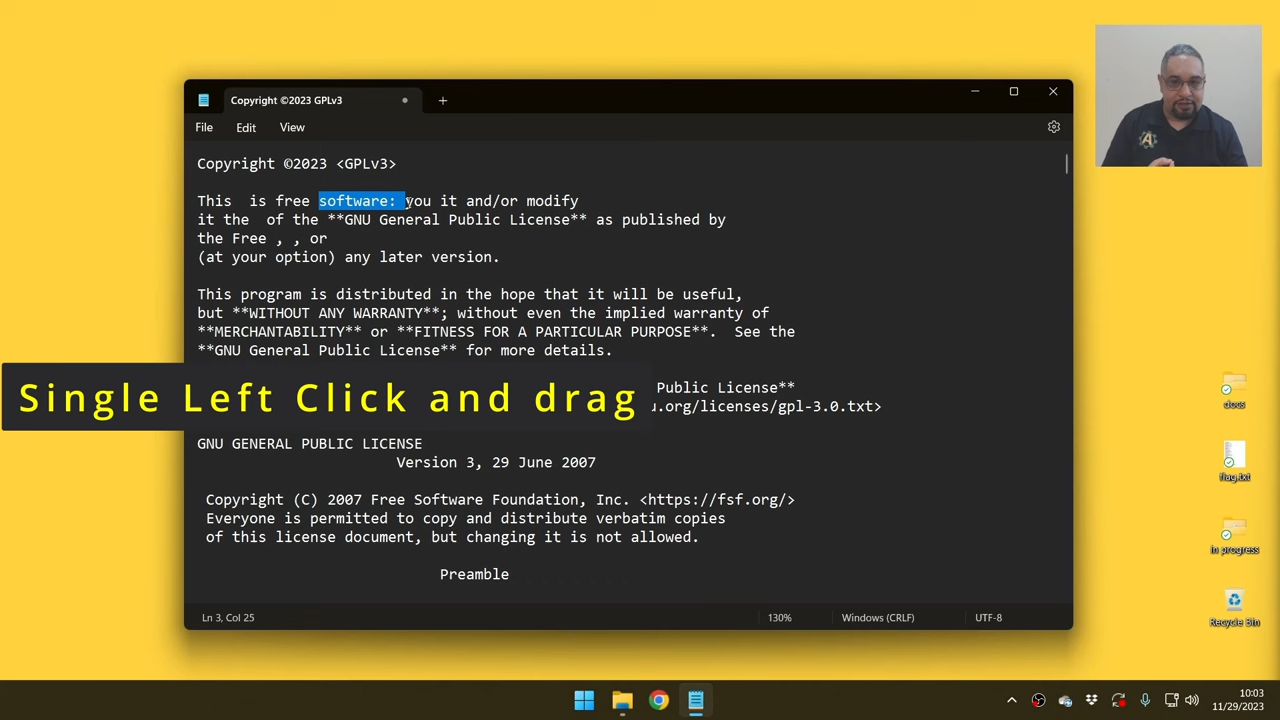 Copyright ©2023 GPLv3
File Edit View
Copyright ©2023 <GPLv3>
This  is free software: you it and/or modify
it the  of the **GNU General Public License** as published by
the Free , , or
(at your option) any later version.
This program is distributed in the hope that it will be useful,
but **WITHOUT ANY WARRANTY**; without even the implied warranty of
**MERCHANTABILITY** or **FITNESS FOR A PARTICULAR PURPOSE**.  See the
**GNU General Public License** for more details.
Public License**
Single Left Click and drag
u.org/licenses/gpl-3.0.txt>
GNU GENERAL PUBLIC LICENSE
Version 3, 29 June 2007
Copyright (C) 2007 Free Software Foundation, Inc. <https://fsf.org/>
Everyone is permitted to copy and distribute verbatim copies
of this license document, but changing it is not allowed.
Preamble
Ln 3, Col 25 130% Windows (CRLF) UTF-8
docs
flag.txt
in progress
Recycle Bin
10:03
11/29/2023